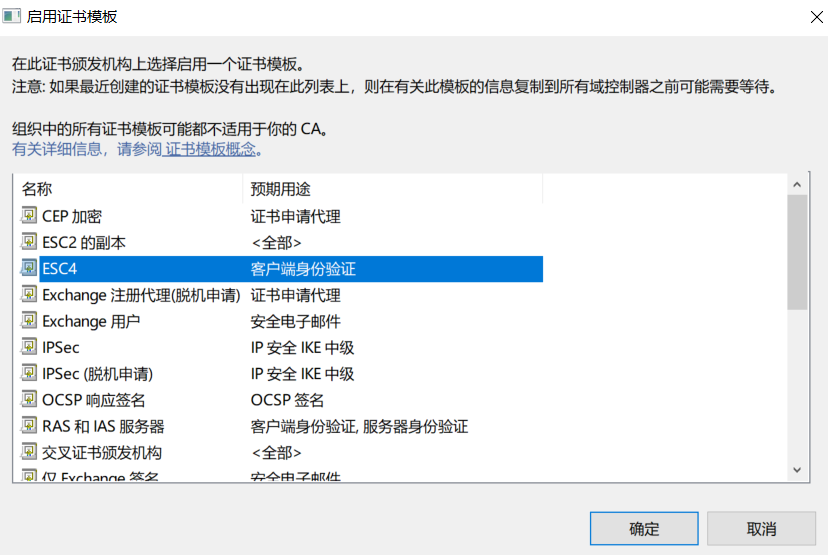 启用证书模板
在此证书颁发机构上选择启用一个证书模板。
注意: 如果最近创建的证书模板没有出现在此列表上，则在有关此模板的信息复制到所有域控制器之前可能需要等待。
组织中的所有证书模板可能都不适用于你的 CA。
有关详细信息，请参阅 证书模板概念。
名称 预期用途
CEP 加密 证书申请代理
ESC2 的副本 <全部>
ESC4 客户端身份验证
Exchange 注册代理(脱机申请) 证书申请代理
Exchange 用户 安全电子邮件
IPSec IP 安全 IKE 中级
IPSec (脱机申请) IP 安全 IKE 中级
OCSP 响应签名 OCSP 签名
RAS 和 IAS 服务器 客户端身份验证, 服务器身份验证
交叉证书颁发机构 <全部>
仅 Exchange 签名 安全电子邮件
确定 取消